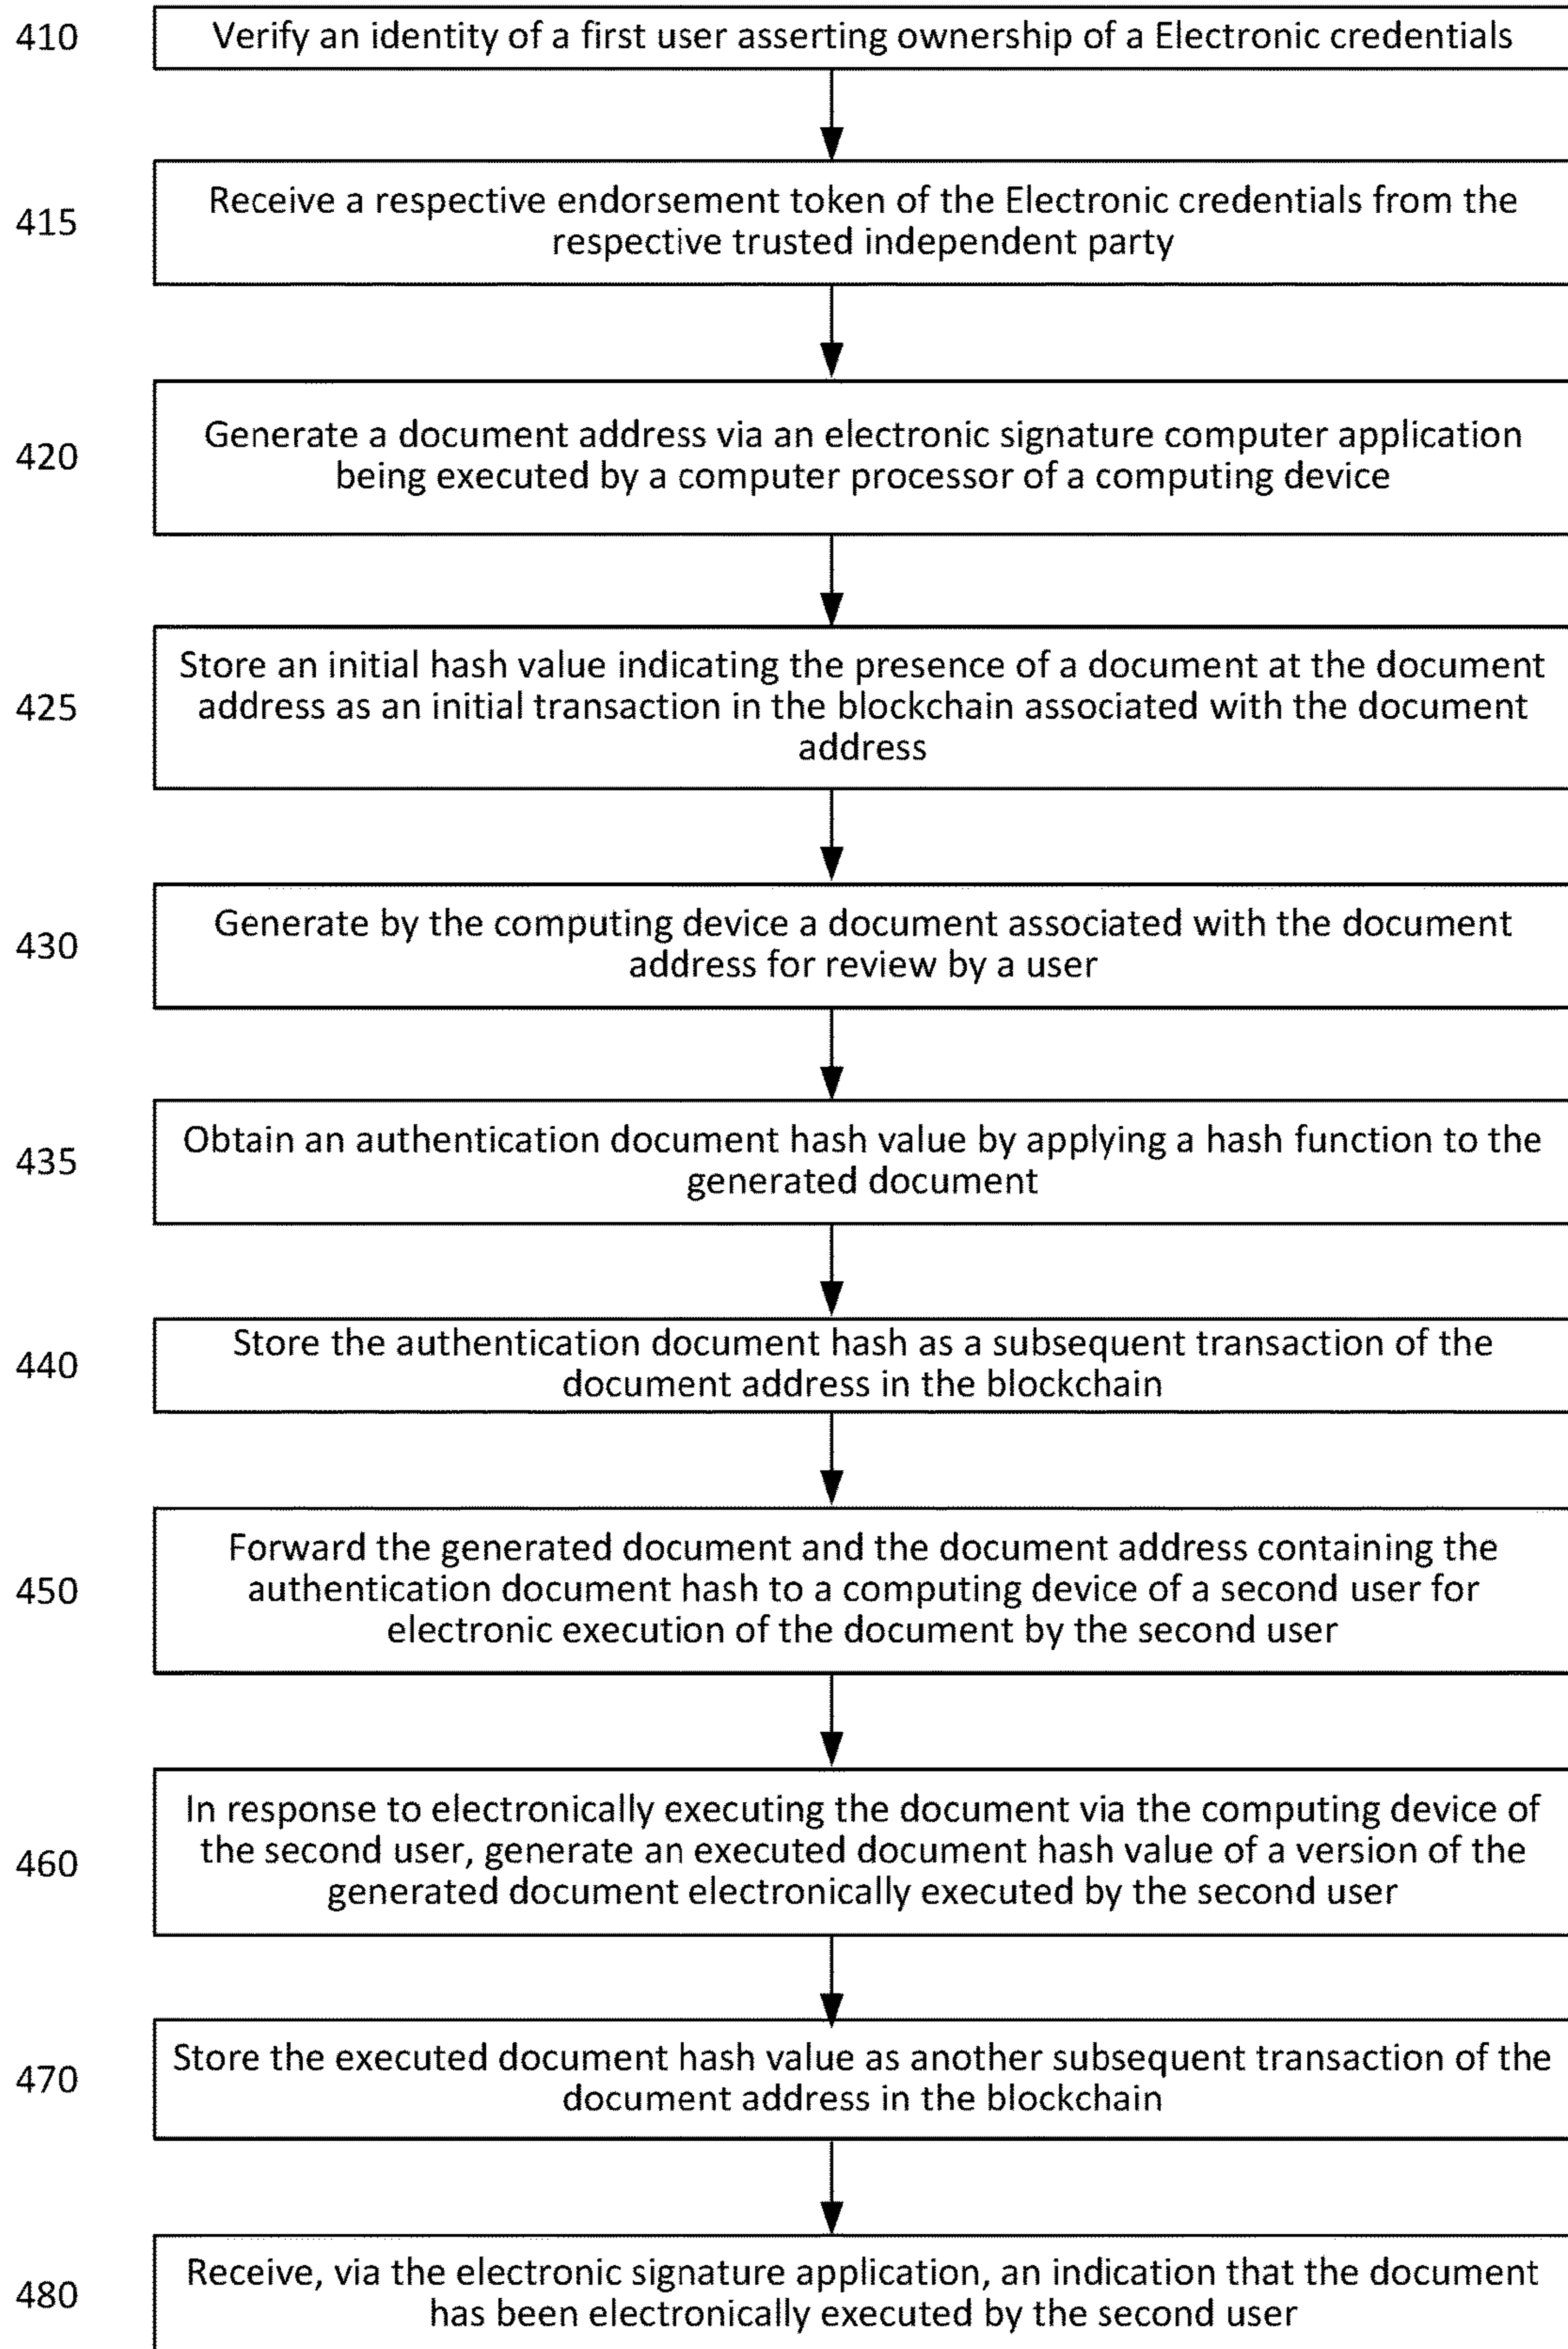 410
Verify an identity of a first user asserting ownership of a Electronic credentials
415
Receive a respective endorsement token of the Electronic credentials from the
respective trusted independent party
420
Generate a document address via an electronic signature computer application
being executed by a computer processor of a computing device
425
Store an initial hash value indicating the presence of a document at the document
address as an initial transaction in the blockchain associated with the document
address
430
Generate by the computing device a document associated with the document
address for review by a user
435
Obtain an authentication document hash value by applying a hash function to the
generated document
440
Store the authentication document hash as a subsequent transaction of the
document address in the blockchain
450
Forward the generated document and the document address containing the
authentication document hash to a computing device of a second user for
electronic execution of the document by the second user
460
In response to electronically executing the document via the computing device of
the second user, generate an executed document hash value of a version of the
generated document electronically executed by the second user
470
Store the executed document hash value as another subsequent transaction of the
document address in the blockchain
480
Receive, via the electronic signature application, an indication that the document
has been electronically executed by the second user